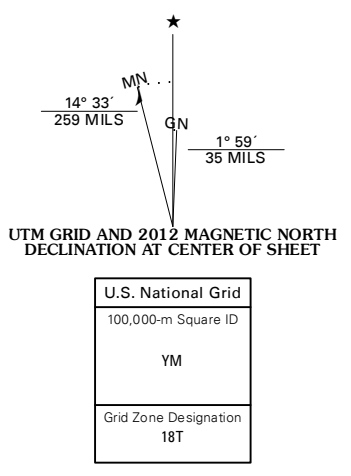 ★
MN
GN
14° 33´
259 MILS
1° 59´
35 MILS
UTM GRID AND 2012 MAGNETIC NORTH
DECLINATION AT CENTER OF SHEET
U.S. National Grid
100,000-m Square ID
YM
Grid Zone Designation
18T